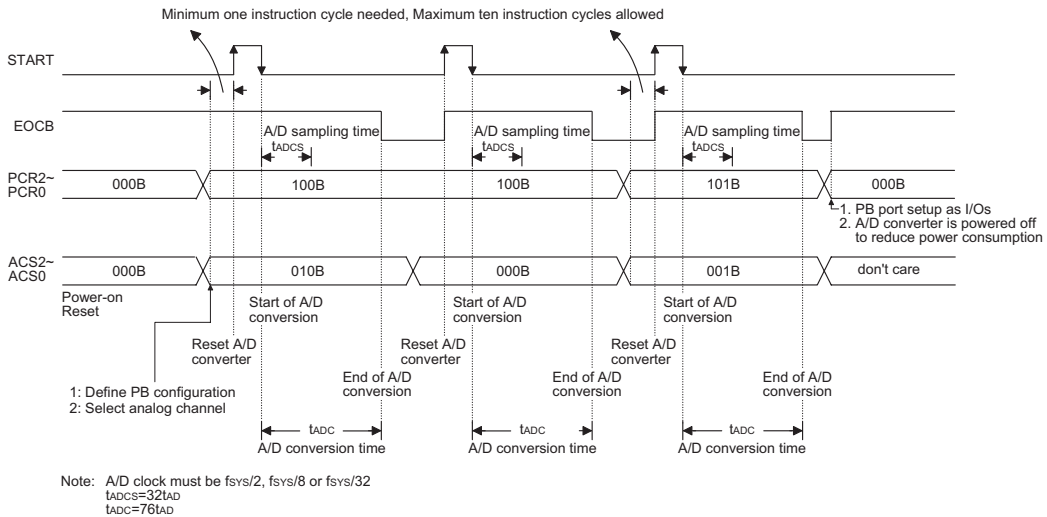 Minimum one instruction cycle needed, Maximum ten instruction cycles allowed
START
EOCB
A/D sampling time
tADCS
A/D sampling time
tADCS
A/D sampling time
tADCS
PCR2~
PCR0
000B
100B
100B
101B
000B
1. PB port setup as I/Os
2. A/D converter is powered off
to reduce power consumption
ACS2~
ACS0
000B
010B
000B
001B
don't care
Power-on
Reset
Start of A/D
conversion
Start of A/D
conversion
Start of A/D
conversion
Reset A/D
converter
Reset A/D
converter
Reset A/D
converter
1: Define PB configuration
2: Select analog channel
End of A/D
conversion
End of A/D
conversion
End of A/D
conversion
tADC
A/D conversion time
tADC
A/D conversion time
tADC
A/D conversion time
Note: A/D clock must be fSYS/2, fSYS/8 or fSYS/32
tADCS=32tAD
tADC=76tAD